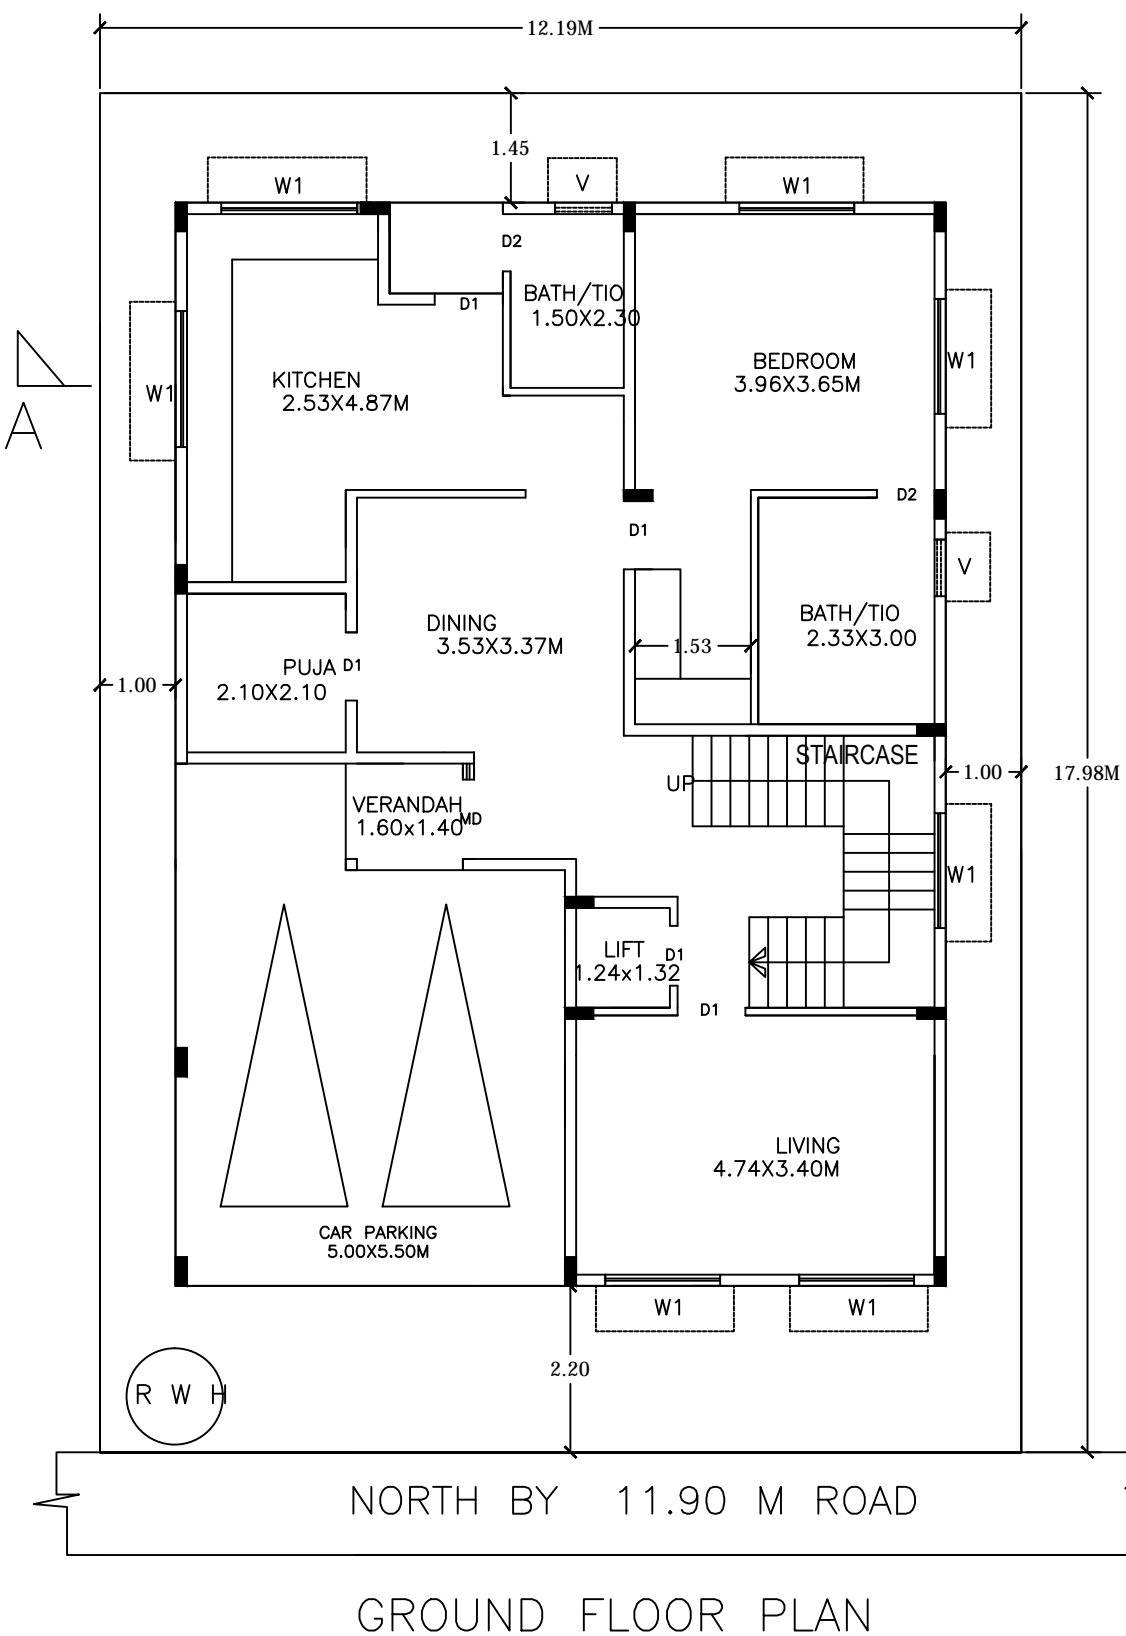 12.19M
1.45
W1
V
W1
D2
D1
BATH/TIO
1.50X2.30
W1
KITCHEN
2.53X4.87M
BEDROOM
3.96X3.65M
W1
A
D2
D1
V
DINING
3.53X3.37M
BATH/TIO
2.33X3.00
1.53
PUJA
D1
2.10X2.10
1.00
STAIRCASE
UP
1.00
17.98M
VERANDAH
1.60x1.40
MD
W1
LIFT
D1
1.24x1.32
D1
LIVING
4.74X3.40M
CAR PARKING
5.00X5.50M
W1
W1
2.20
R W H
NORTH BY 11.90 M ROAD
GROUND FLOOR PLAN